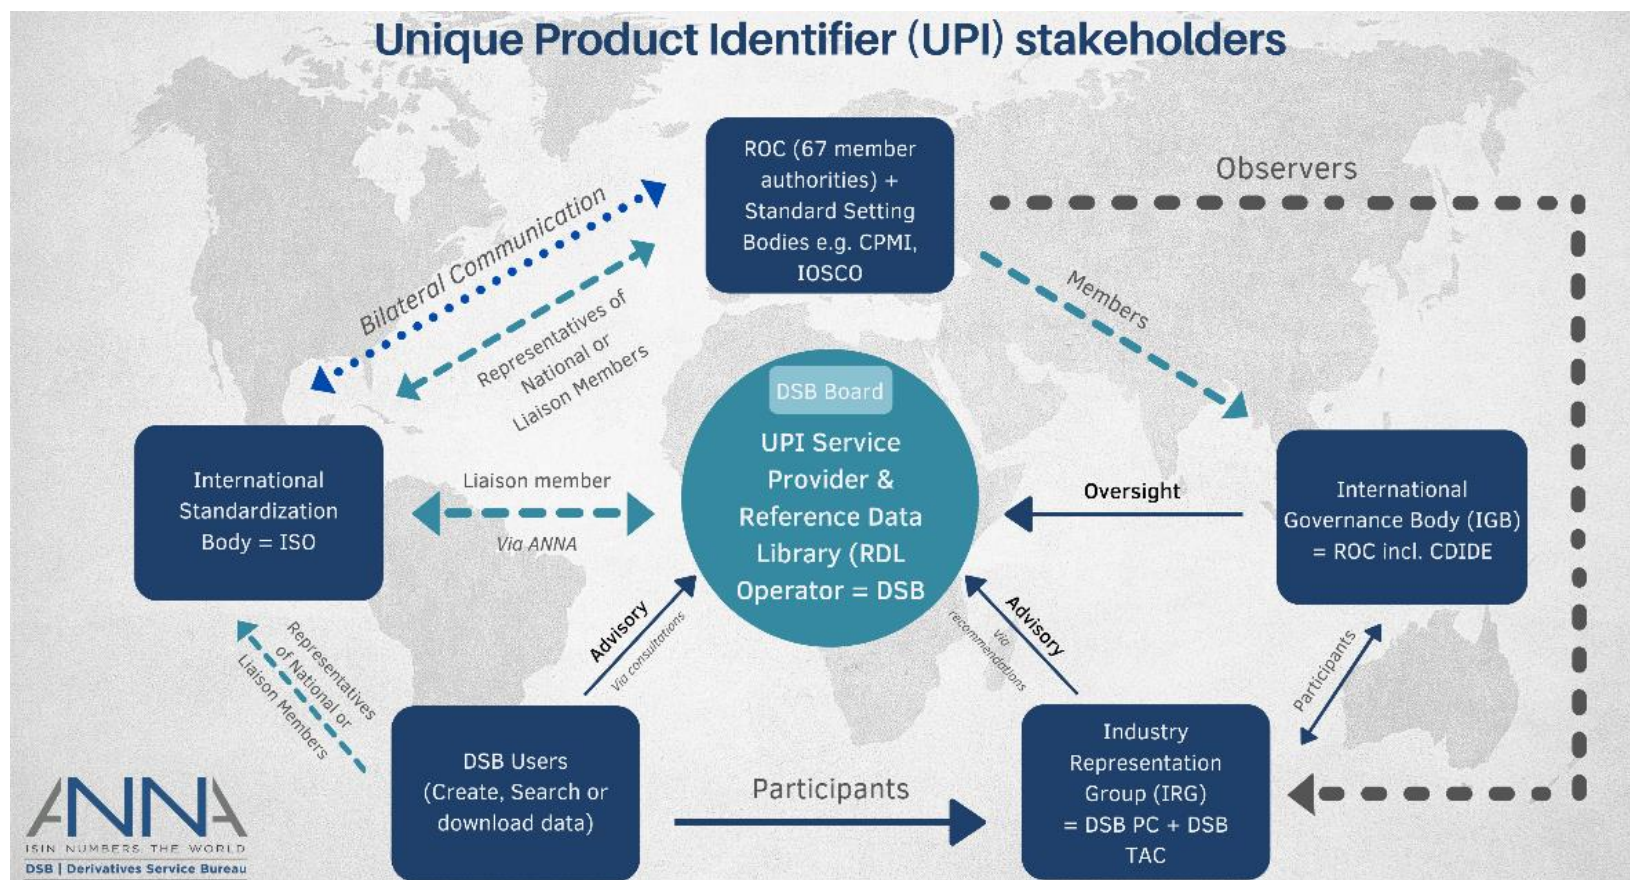 Unique Product Identifier (UPI) stakeholders
ROC (67 member
authorities) +
Standard Setting
Bodies e.g. CPMI,
IOSCO
Observers
Bilateral Communication
Representatives of
National or
Liaison Members
Members
DSB Board
UPI Service
Provider &
Reference Data
Library (RDL
Operator = DSB
International
Standardization
Body = ISO
Liaison member
Via ANNA
Oversight
International
Governance Body (IGB)
= ROC incl. CDIDE
Representatives
of National or
Liaison Members
Advisory
Via consultations
Advisory
via
recommendations
Participants
DSB Users
(Create, Search or
download data)
Participants
Industry
Representation
Group (IRG)
= DSB PC + DSB
TAC
ANNA
ISIN NUMBERS THE WORLD
DSB | Derivatives Service Bureau